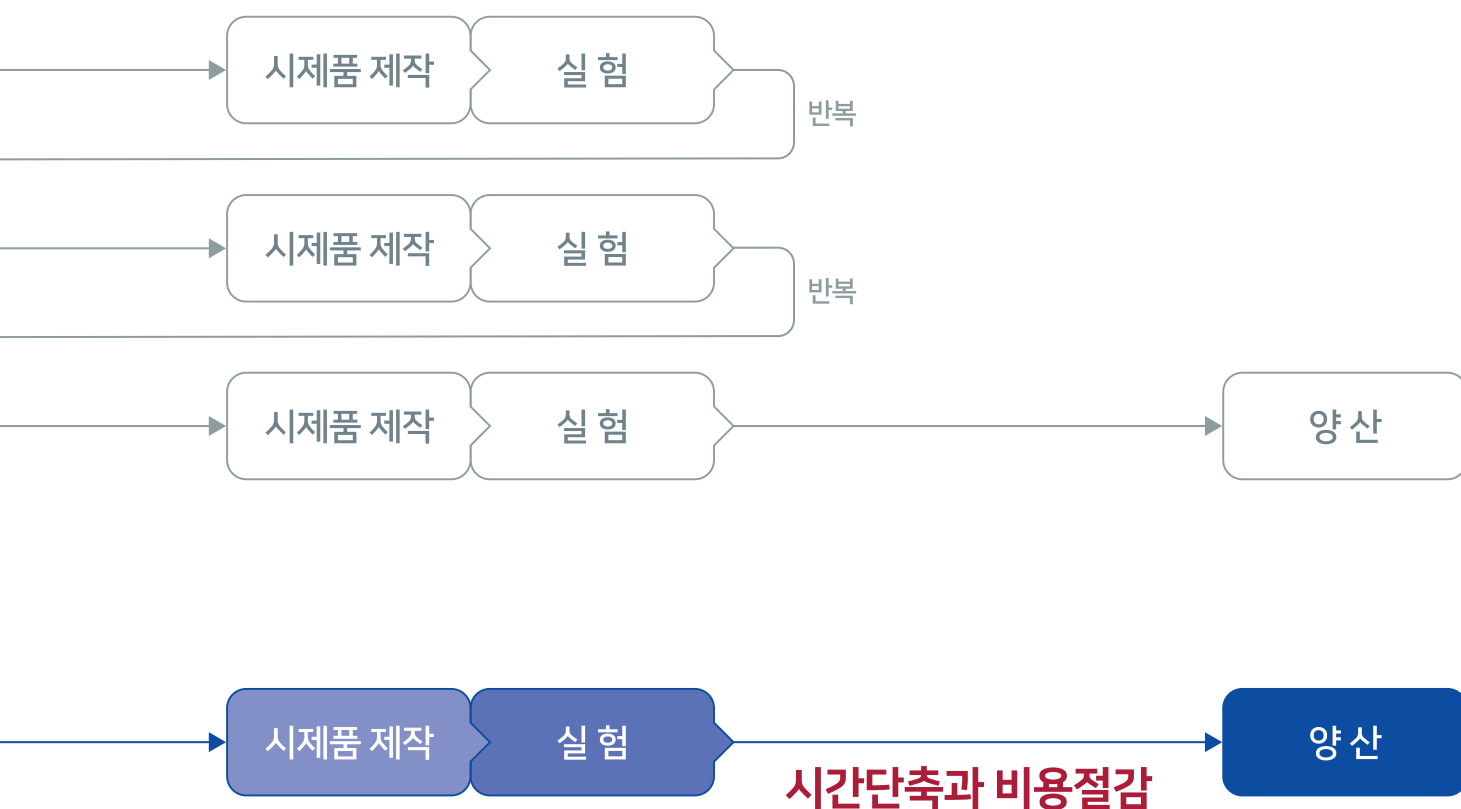 시제품 제작
실 험
반복
시제품 제작
실 험
반복
시제품 제작
실 험
양 산
시제품 제작
실 험
양 산
시간단축과 비용절감